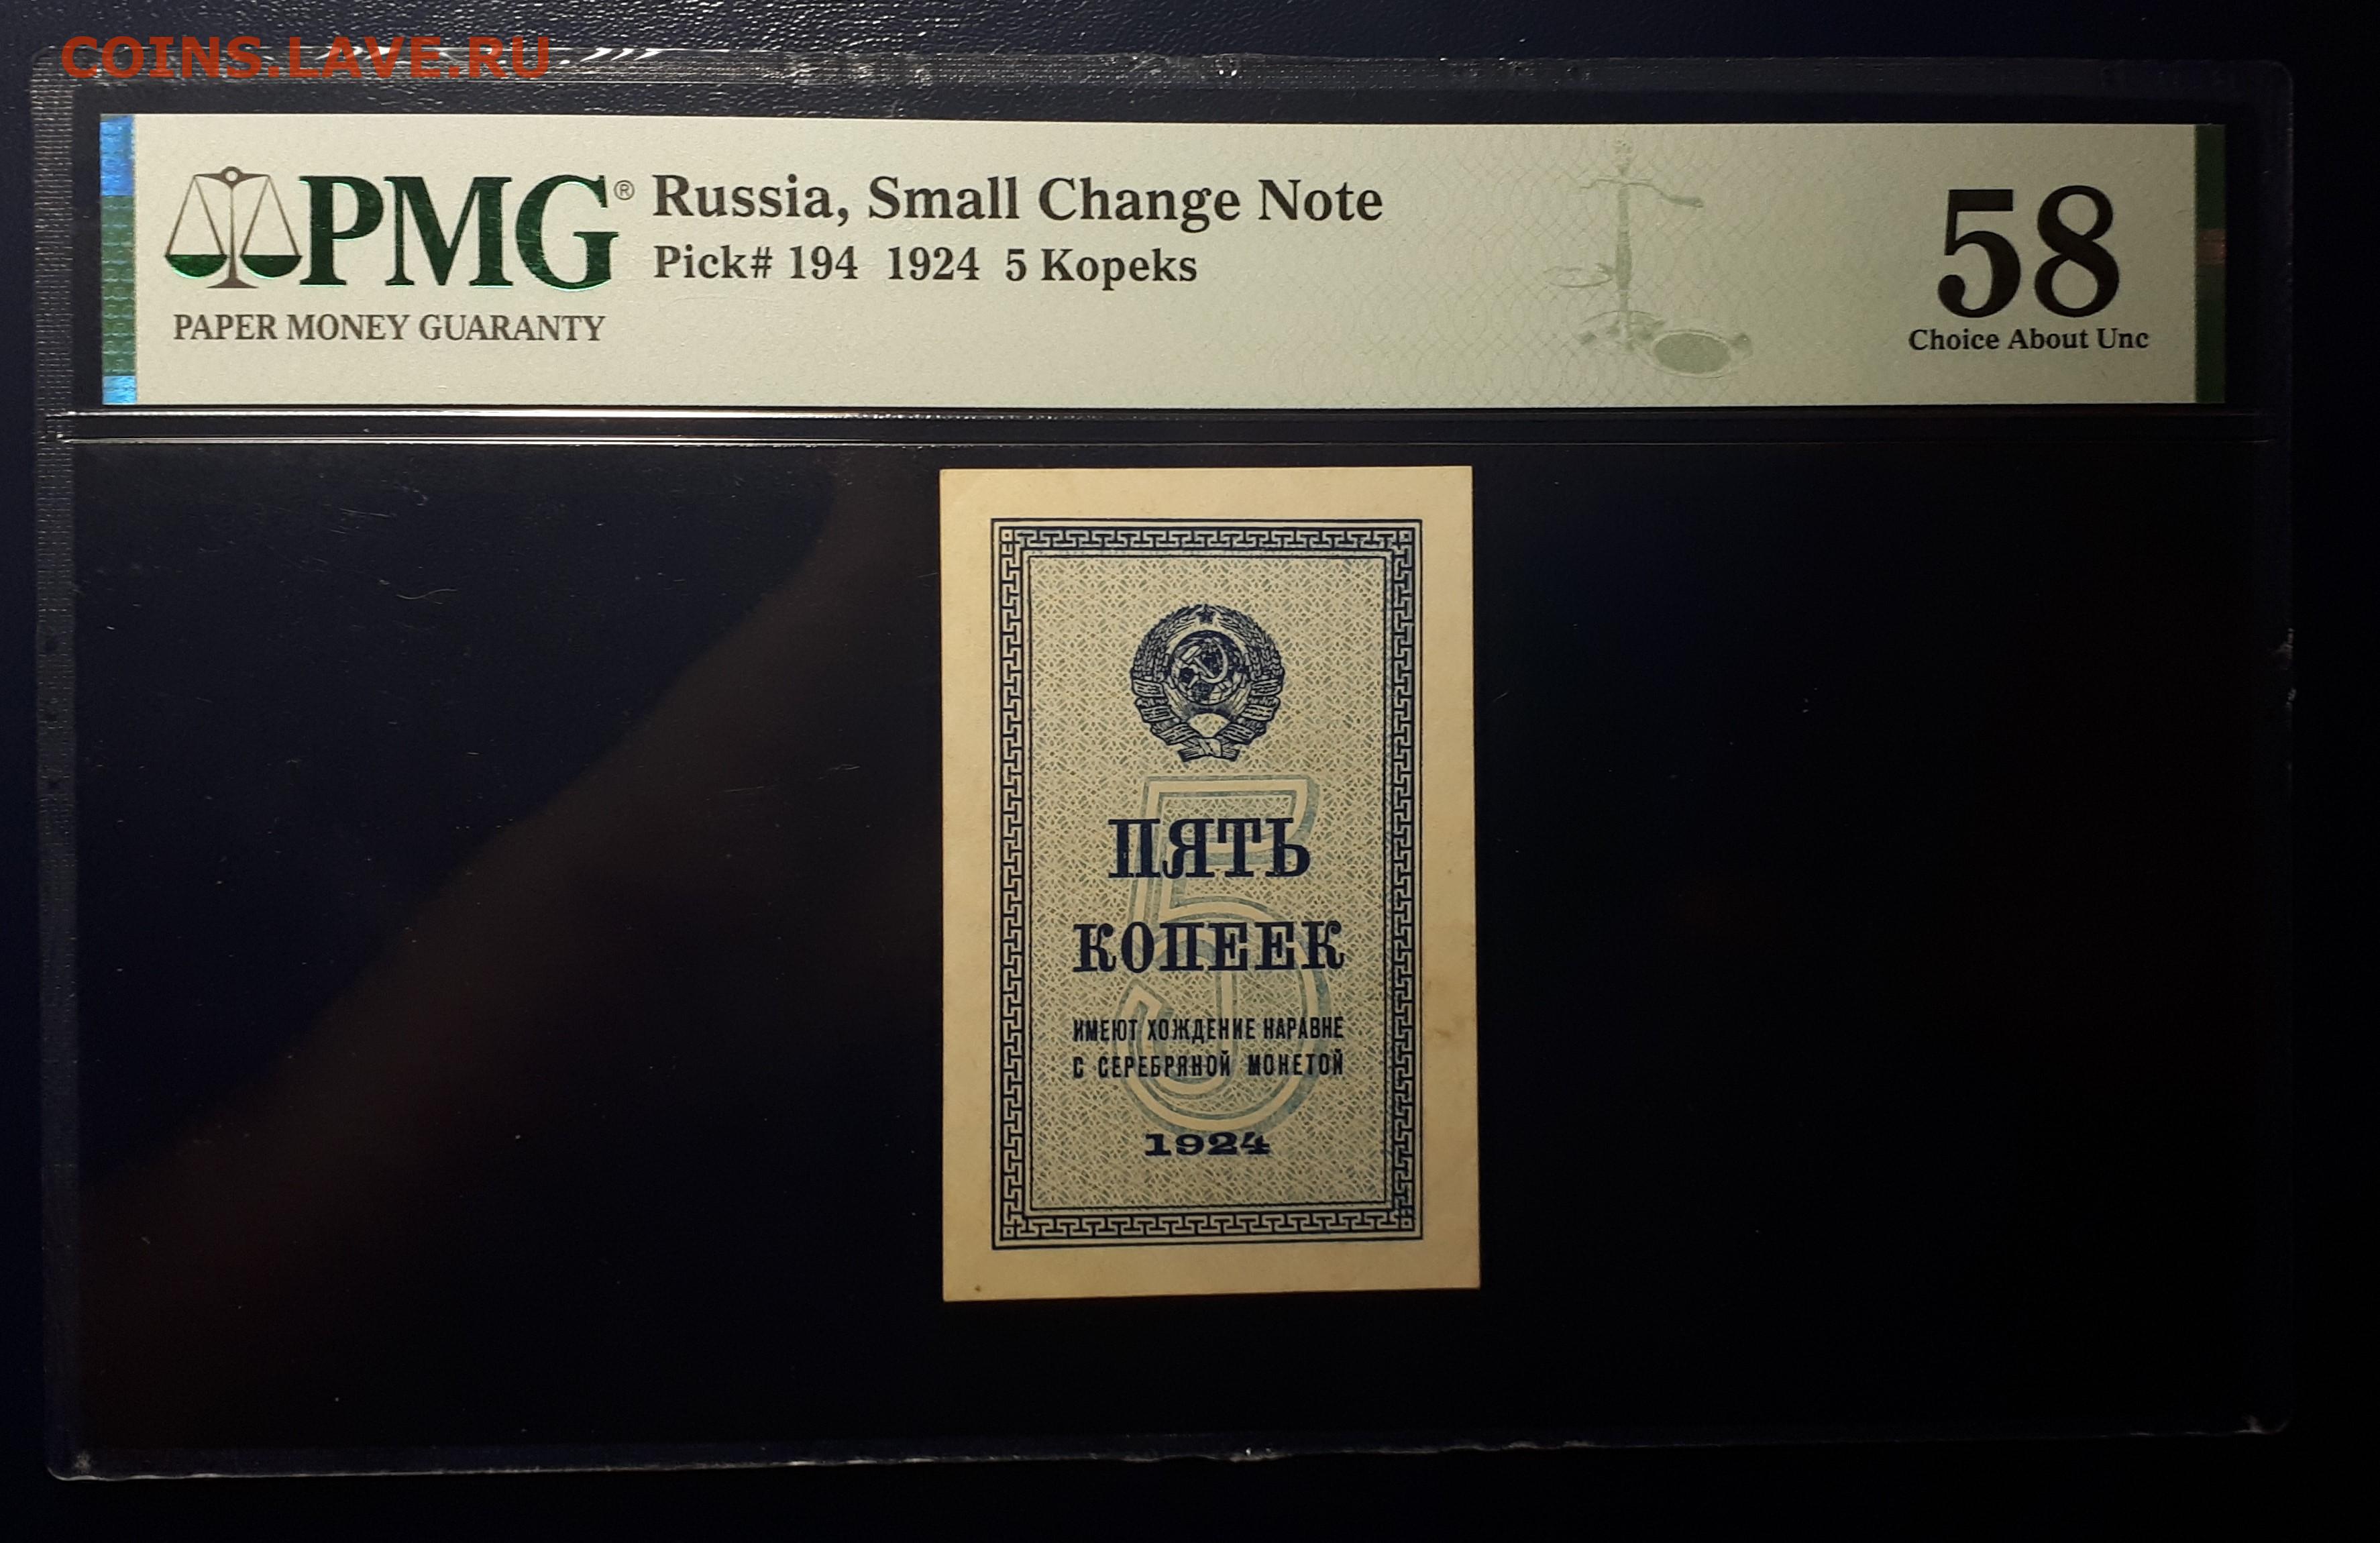 COINS.LAVE.RU
PMG® Russia, Small Change Note
Pick# 194 1924 5 Kopeks
PAPER MONEY GUARANTY
58
Choice About Unc
5
ПЯТЬ
КОПЕЕК
ИМЕЮТ ХОЖДЕНИЕ НАРАВНЕ
С СЕРЕБРЯНОЙ МОНЕТОЙ
1924